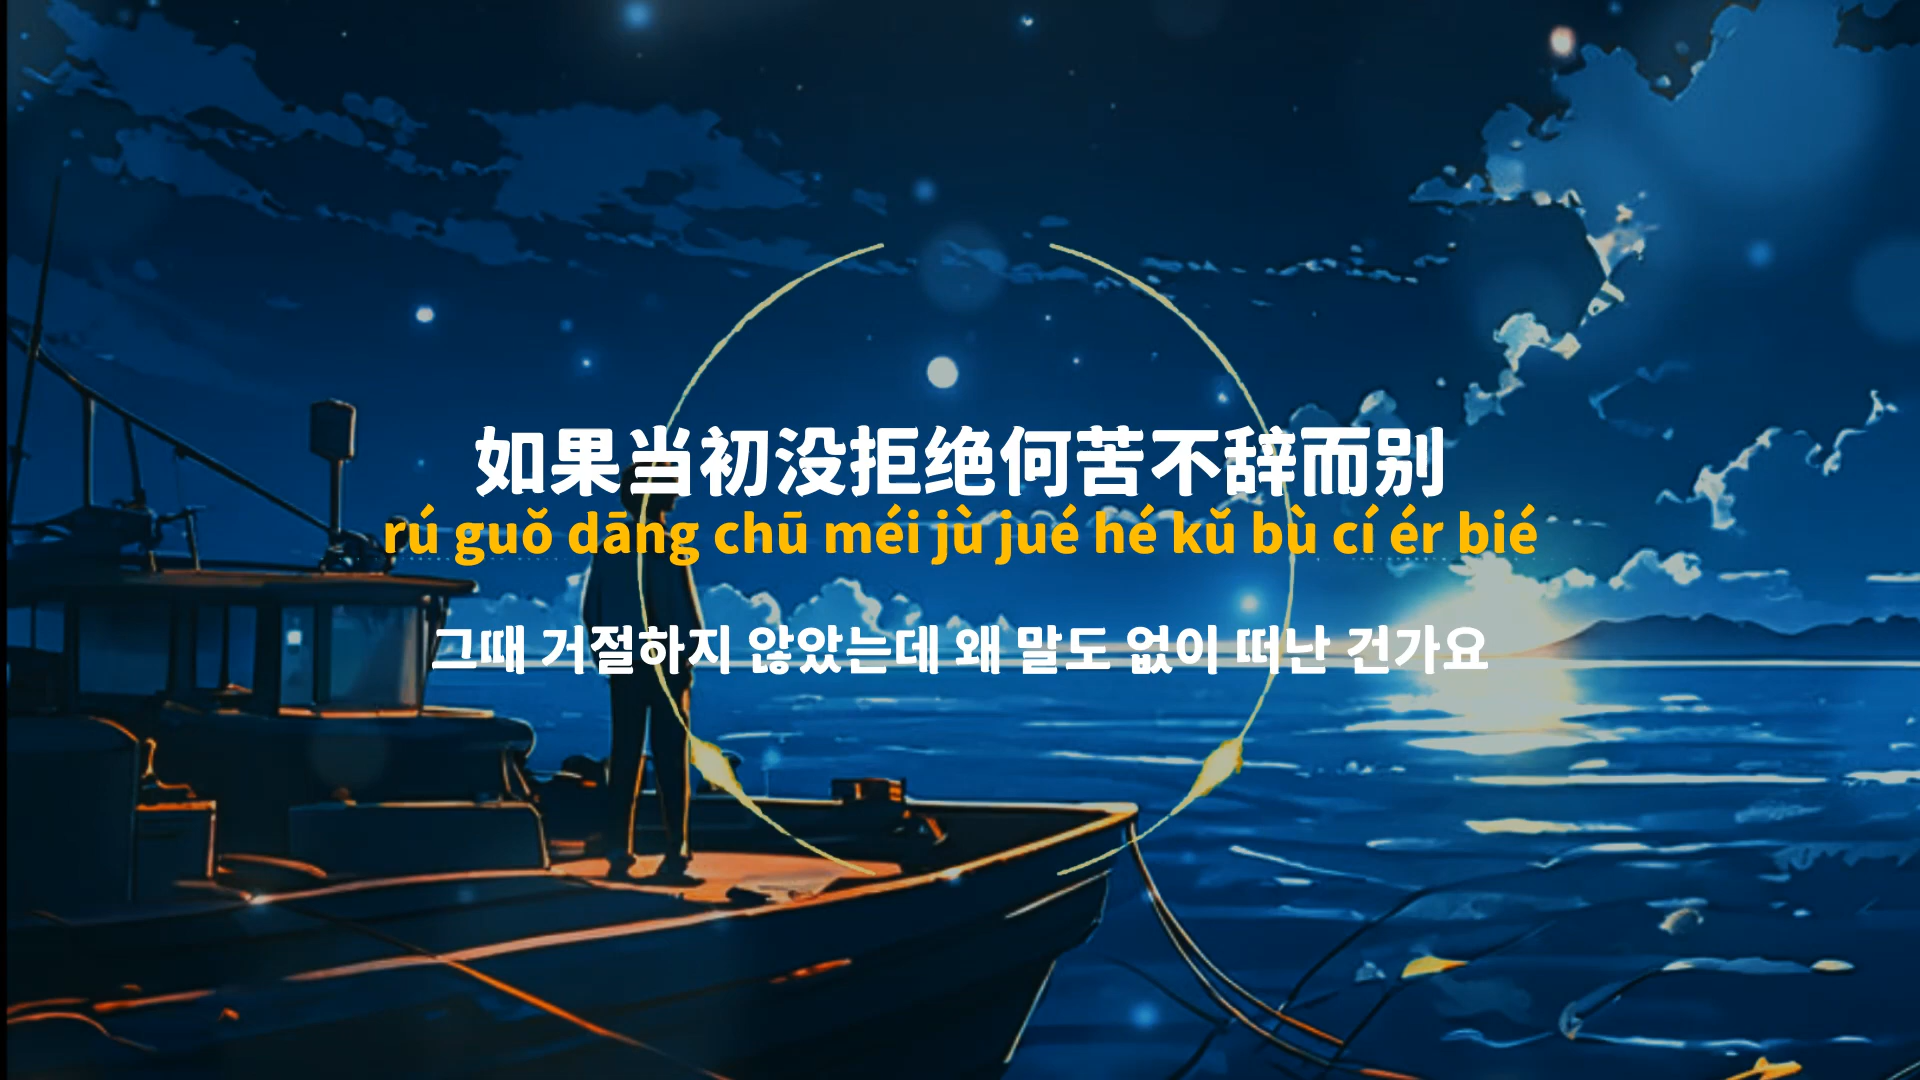 如果当初没拒绝何苦不辞而别
rú guǒ dāng chū méi jù jué hé kǔ bù cí ér bié
그때 거절하지 않았는데 왜 말도 없이 떠난 건가요